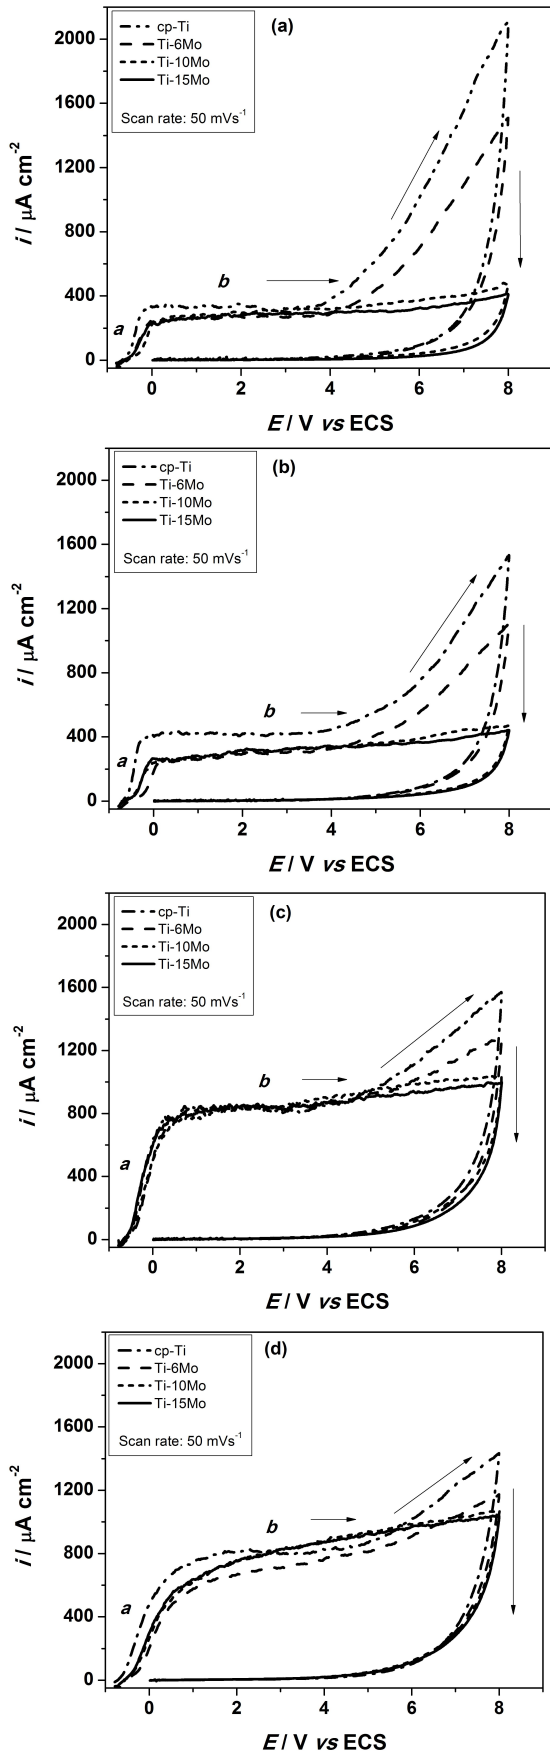 (a)
cp-Ti
Ti-6Mo
Ti-10Mo
Ti-15Mo
Scan rate: 50 mVs-1
2000
1600
1200
800
400
0
i / μA cm-2
a
b
0 2 4 6 8
E / V vs ECS
(b)
cp-Ti
Ti-6Mo
Ti-10Mo
Ti-15Mo
Scan rate: 50 mVs-1
2000
1600
1200
800
400
0
i / μA cm-2
a
b
0 2 4 6 8
E / V vs ECS
(c)
cp-Ti
Ti-6Mo
Ti-10Mo
Ti-15Mo
Scan rate: 50 mVs-1
2000
1600
1200
800
400
0
i / μA cm-2
a
b
0 2 4 6 8
E / V vs ECS
(d)
cp-Ti
Ti-6Mo
Ti-10Mo
Ti-15Mo
Scan rate: 50 mVs-1
2000
1600
1200
800
400
0
i / μA cm-2
a
b
0 2 4 6 8
E / V vs ECS